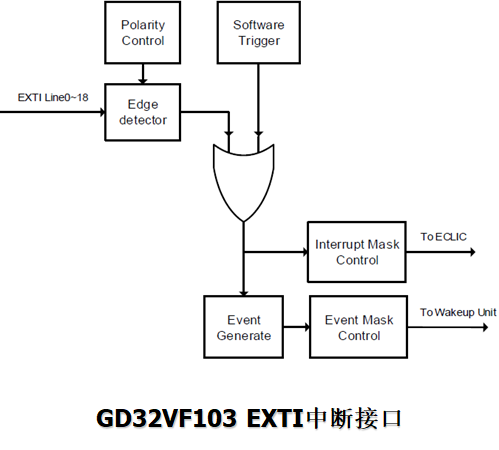 Polarity
Control
Software
Trigger
EXTI Line0~18
Edge
detector
To ECLIC
Interrupt Mask
Control
To Wakeup Unit
Event
Generate
Event Mask
Control
GD32VF103 EXTI中断接口